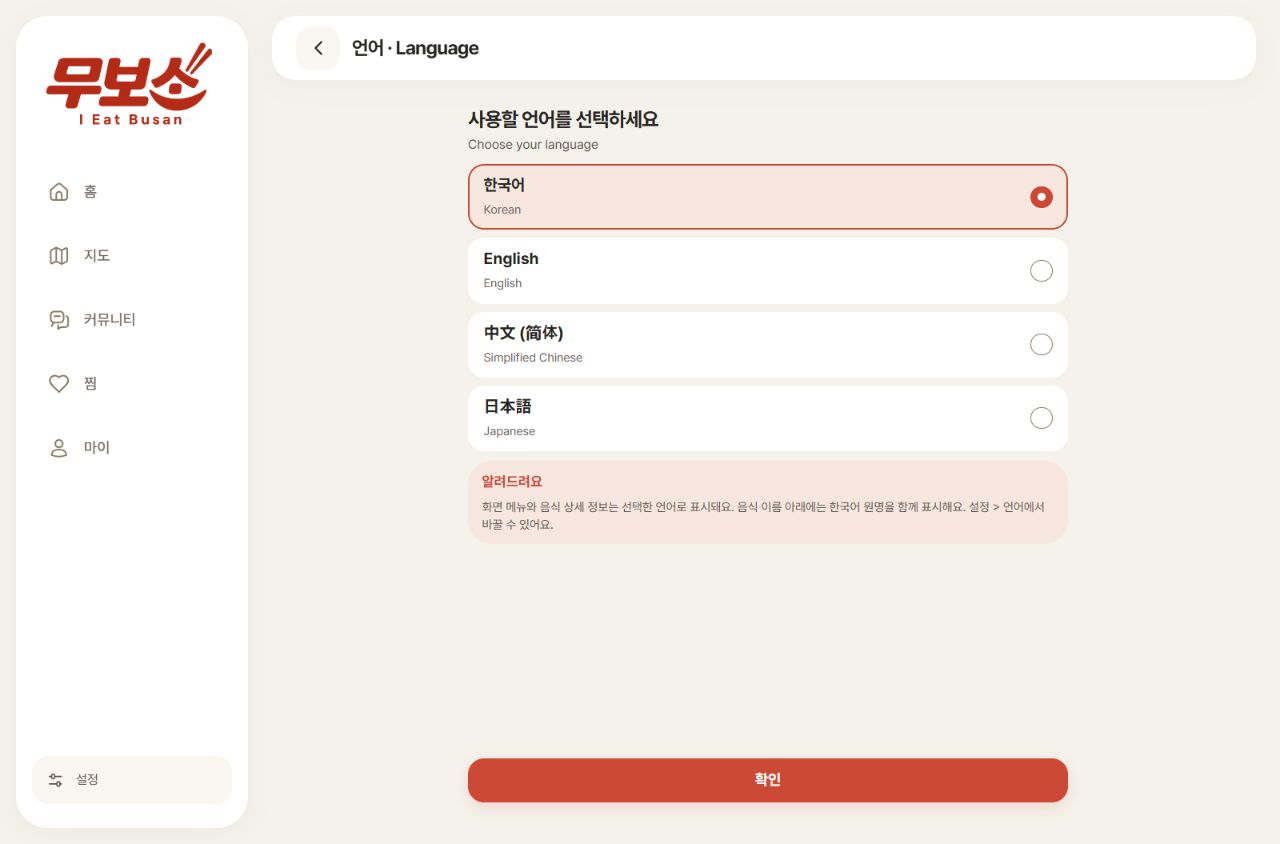 무보쇼
I Eat Busan
홈
지도
커뮤니티
찜
마이
설정
언어 · Language
사용할 언어를 선택하세요
Choose your language
한국어
Korean
English
English
中文 (简体)
Simplified Chinese
日本語
Japanese
알려드려요
화면 메뉴와 음식 상세 정보는 선택한 언어로 표시돼요. 음식 이름 아래에는 한국어 원명을 함께 표시해요. 설정 > 언어에서
바꿀 수 있어요.
확인